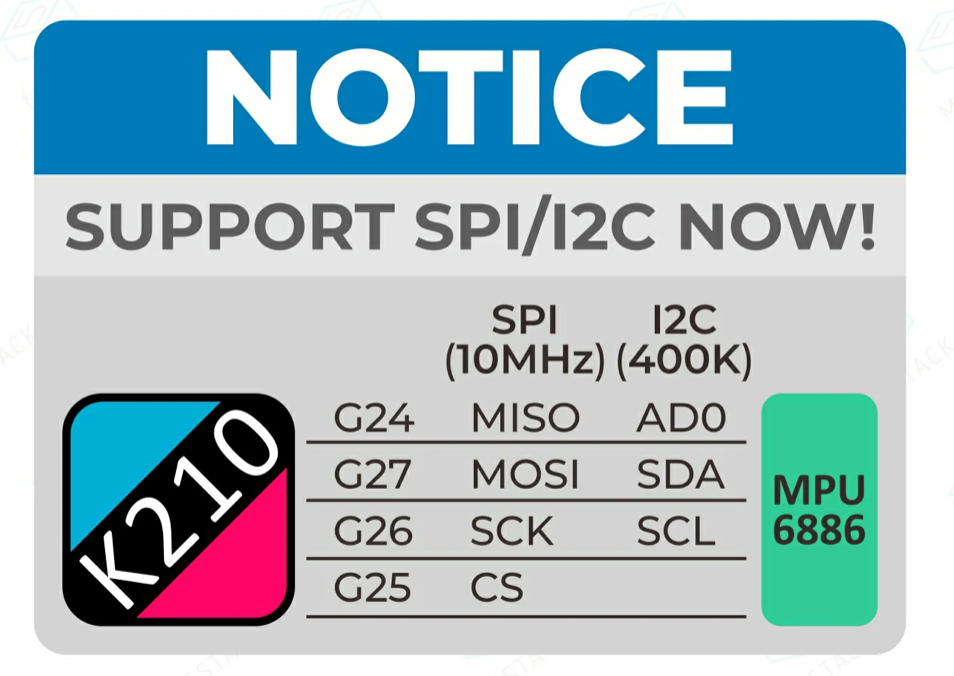 NOTICE
SUPPORT SPI/I2C NOW!
SPI I2C
(10MHz) (400K)
K210
G24 MISO AD0
G27 MOSI SDA
G26 SCK SCL
G25 CS
MPU
6886